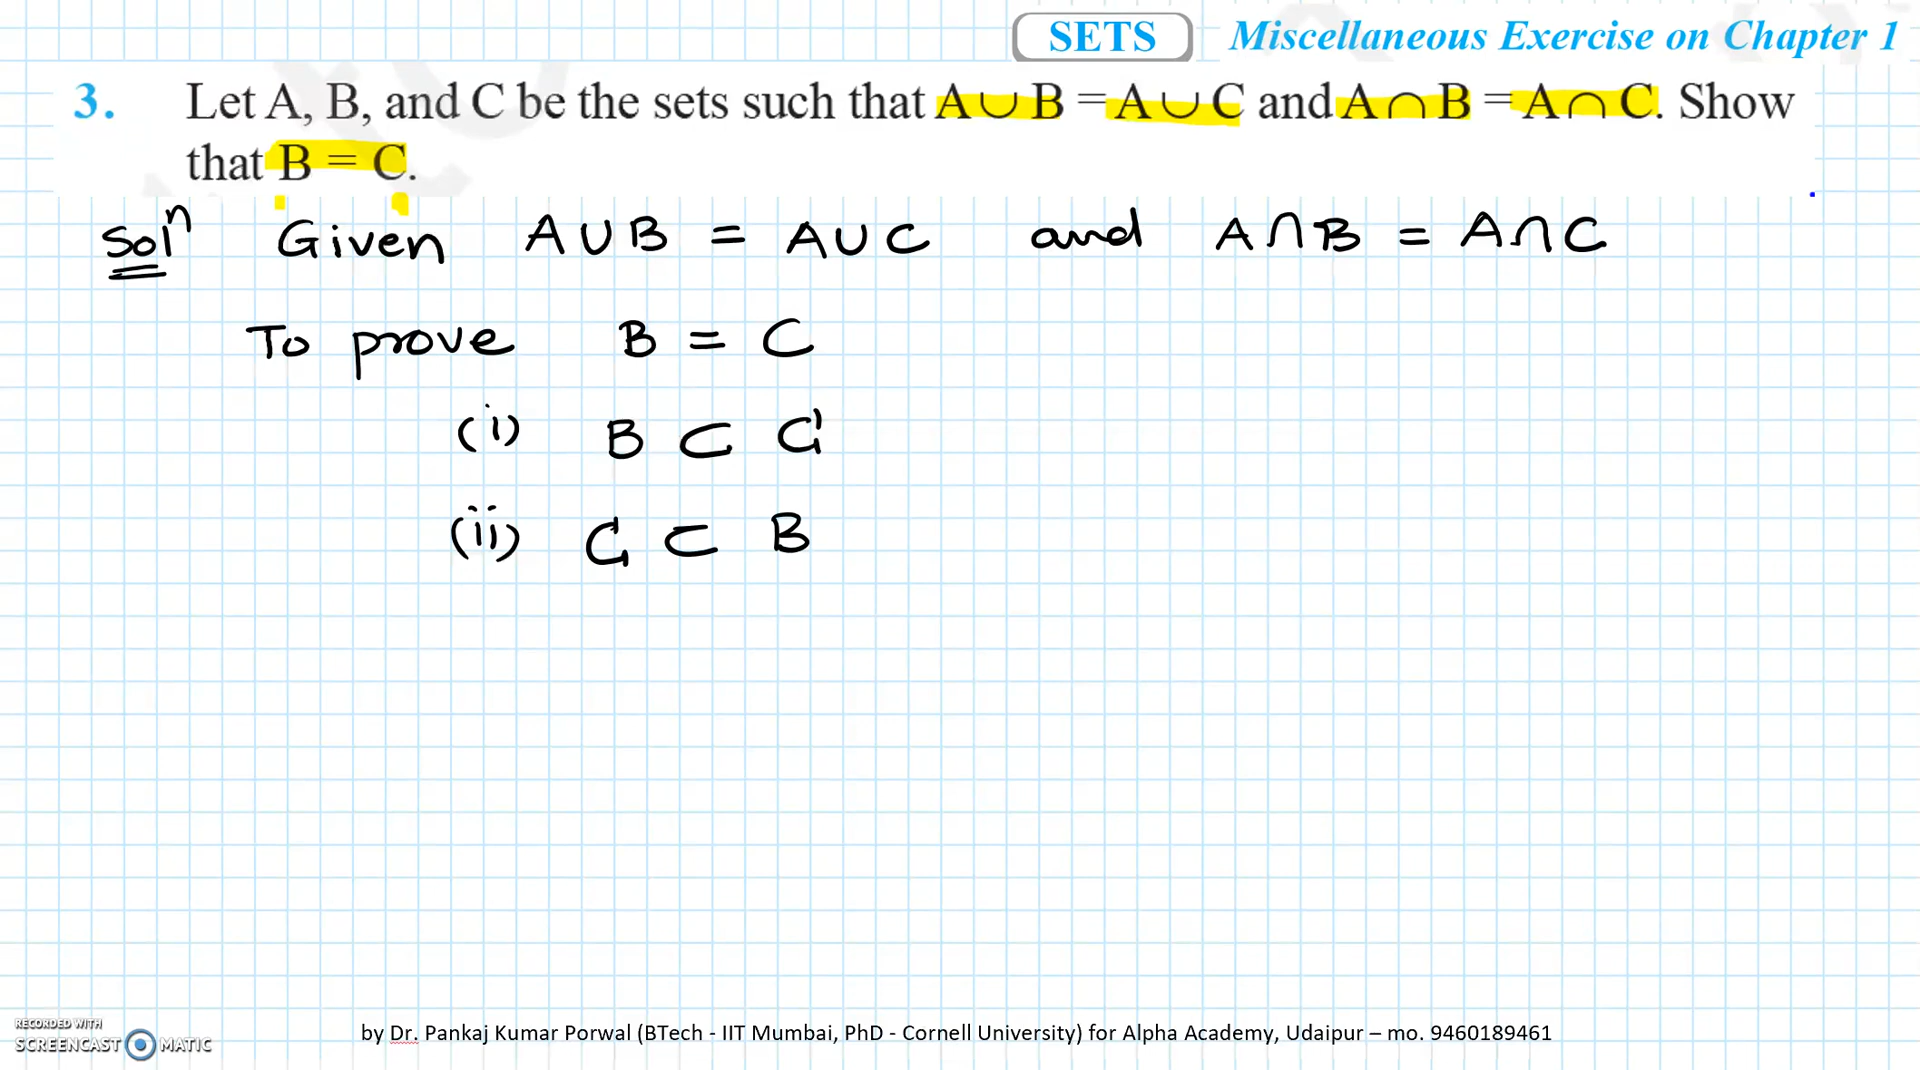 SETS Miscellaneous Exercise on Chapter 1
3. Let A, B, and C be the sets such that A ∪ B = A ∪ C and A ∩ B = A ∩ C. Show
that B = C.
Solⁿ Given A ∪ B = A ∪ C and A ∩ B = A ∩ C
To prove B = C
(i) B ⊂ C
(ii) C ⊂ B
RECORDED WITH
SCREENCAST MATIC
by Dr. Pankaj Kumar Porwal (BTech - IIT Mumbai, PhD - Cornell University) for Alpha Academy, Udaipur – mo. 9460189461